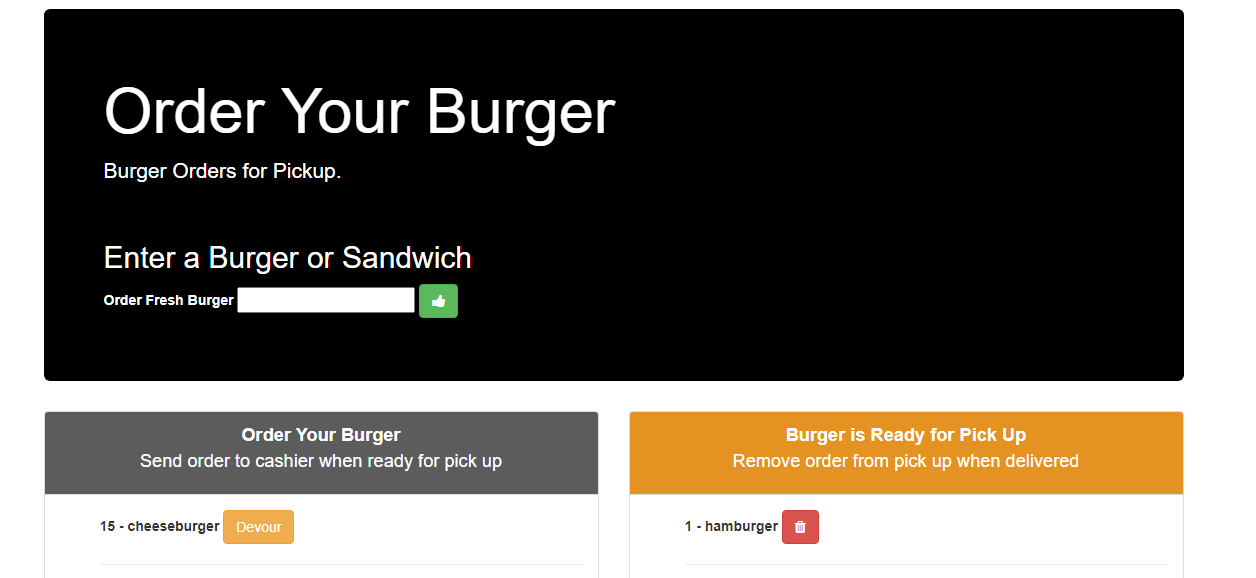 Order Your Burger
Burger Orders for Pickup.
Enter a Burger or Sandwich
Order Fresh Burger
Order Your Burger
Send order to cashier when ready for pick up
15 - cheeseburger Devour
Burger is Ready for Pick Up
Remove order from pick up when delivered
1 - hamburger